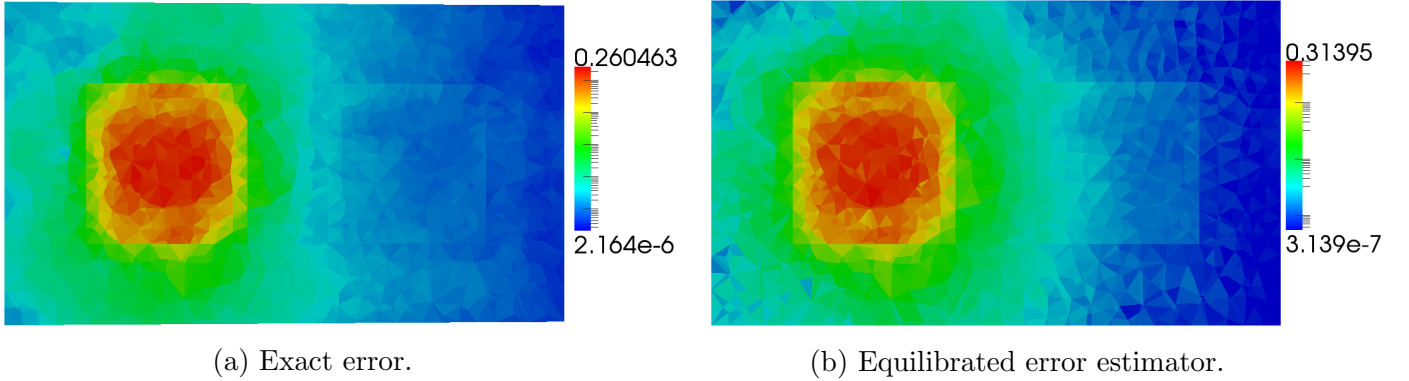 0.260463
2.164e-6
0.31395
3.139e-7
(a) Exact error.
(b) Equilibrated error estimator.